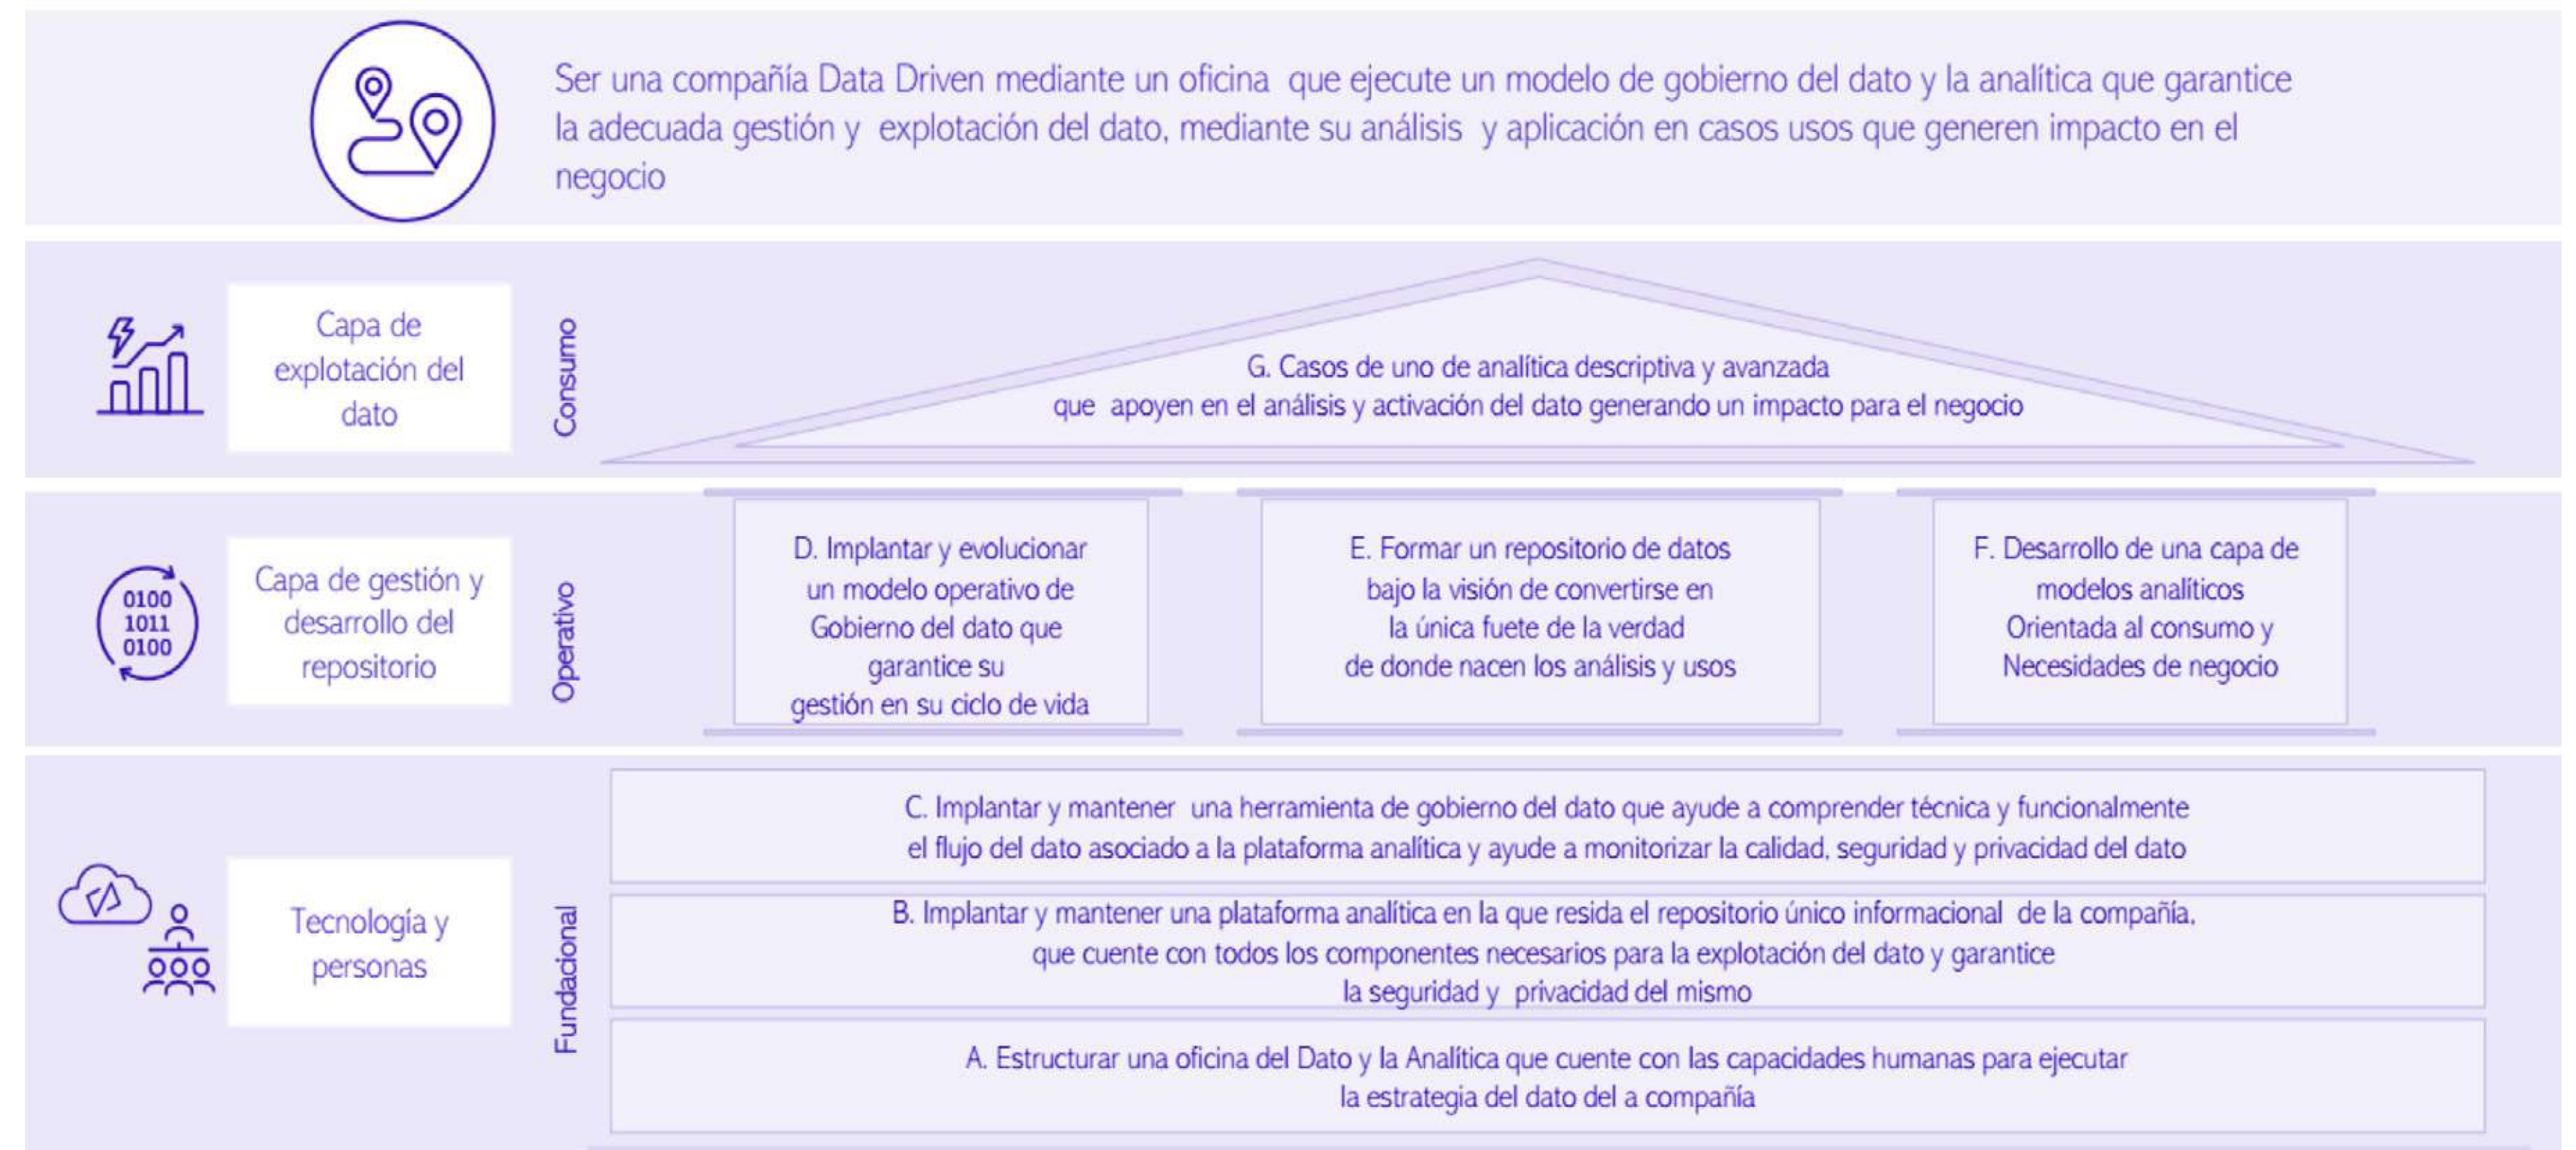 Ser una compañía Data Driven mediante un oficina que ejecute un modelo de gobierno del dato y la analítica que garantice
la adecuada gestión y explotación del dato, mediante su análisis y aplicación en casos usos que generen impacto en el
negocio
Capa de
explotación del
dato
Consumo
G. Casos de uno de analítica descriptiva y avanzada
que apoyen en el análisis y activación del dato generando un impacto para el negocio
0100
1011
0100
Capa de gestión y
desarrollo del
repositorio
Operativo
D. Implantar y evolucionar
un modelo operativo de
Gobierno del dato que
garantice su
gestión en su ciclo de vida
E. Formar un repositorio de datos
bajo la visión de convertirse en
la única fuete de la verdad
de donde nacen los análisis y usos
F. Desarrollo de una capa de
modelos analíticos
Orientada al consumo y
Necesidades de negocio
Tecnología y
personas
Fundacional
C. Implantar y mantener una herramienta de gobierno del dato que ayude a comprender técnica y funcionalmente
el flujo del dato asociado a la plataforma analítica y ayude a monitorizar la calidad, seguridad y privacidad del dato
B. Implantar y mantener una plataforma analítica en la que resida el repositorio único informacional de la compañía,
que cuente con todos los componentes necesarios para la explotación del dato y garantice
la seguridad y privacidad del mismo
A. Estructurar una oficina del Dato y la Analítica que cuente con las capacidades humanas para ejecutar
la estrategia del dato del a compañía